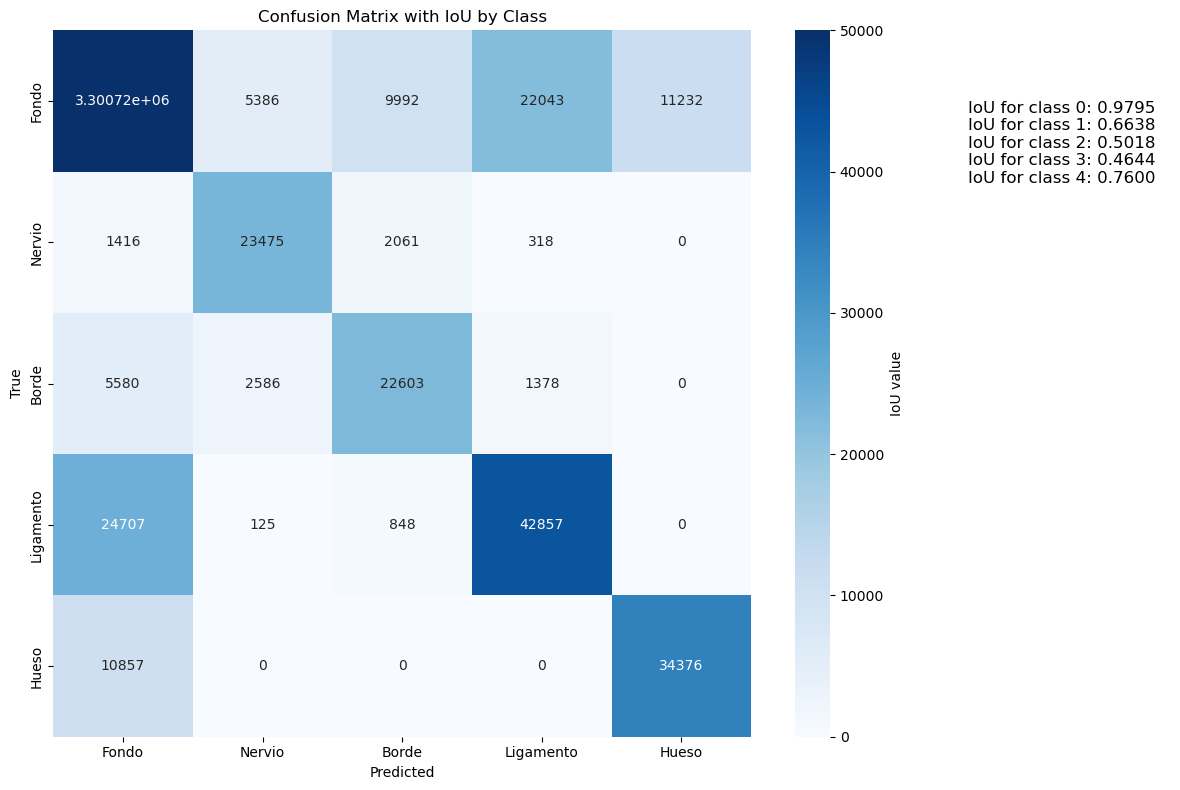 Confusion Matrix with IoU by Class
Fondo 3.30072e+06 5386 9992 22043 11232
Nervio 1416 23475 2061 318 0
Borde 5580 2586 22603 1378 0
Ligamento 24707 125 848 42857 0
Hueso 10857 0 0 0 34376
True
Fondo Nervio Borde Ligamento Hueso
Predicted
50000
40000
30000
20000
10000
0
IoU value
IoU for class 0: 0.9795
IoU for class 1: 0.6638
IoU for class 2: 0.5018
IoU for class 3: 0.4644
IoU for class 4: 0.7600